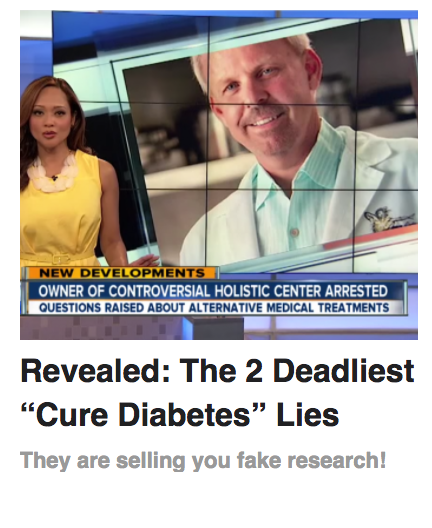 NEW DEVELOPMENTS
OWNER OF CONTROVERSIAL HOLISTIC CENTER ARRESTED
QUESTIONS RAISED ABOUT ALTERNATIVE MEDICAL TREATMENTS
Revealed: The 2 Deadliest
“Cure Diabetes” Lies
They are selling you fake research!